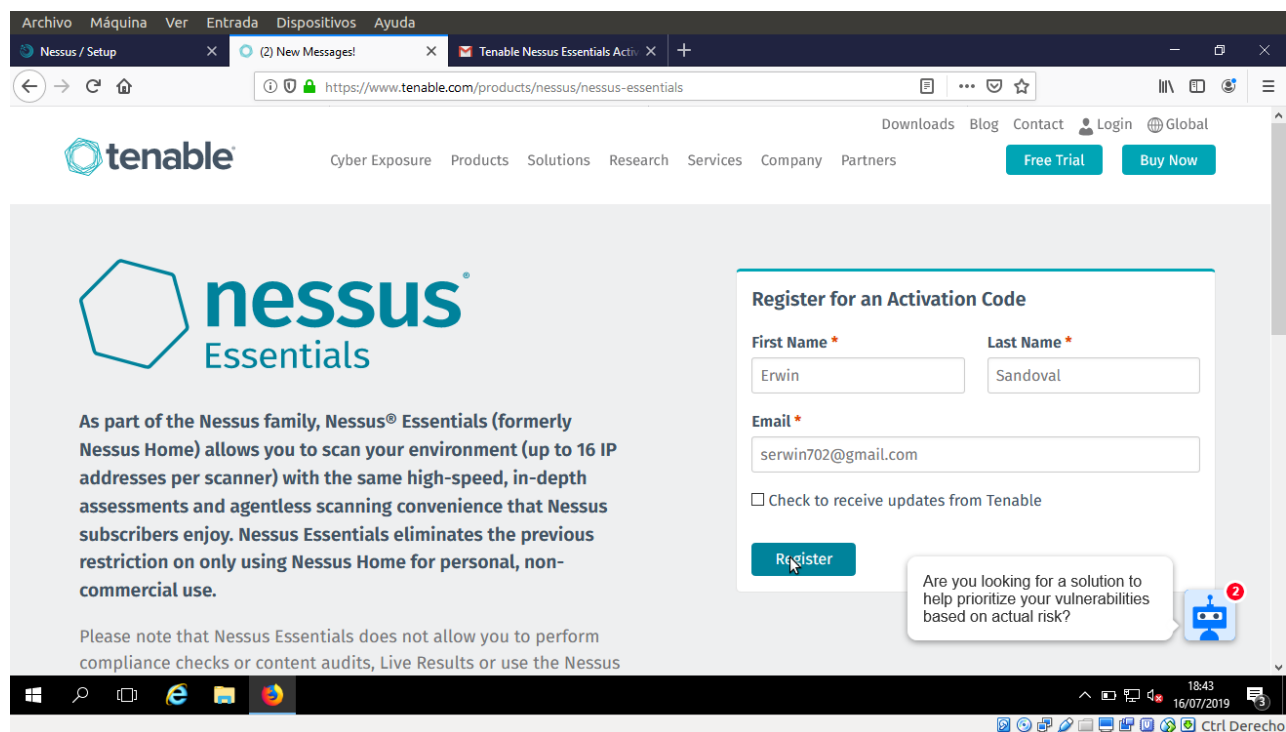 Archivo Máquina Ver Entrada Dispositivos Ayuda
Nessus / Setup
(2) New Messages!
Tenable Nessus Essentials Activ
https://www.tenable.com/products/nessus/nessus-essentials
Downloads Blog Contact Login Global
tenable
Cyber Exposure Products Solutions Research Services Company Partners
Free Trial Buy Now
nessus®
Essentials
As part of the Nessus family, Nessus® Essentials (formerly
Nessus Home) allows you to scan your environment (up to 16 IP
addresses per scanner) with the same high-speed, in-depth
assessments and agentless scanning convenience that Nessus
subscribers enjoy. Nessus Essentials eliminates the previous
restriction on only using Nessus Home for personal, non-
commercial use.
Please note that Nessus Essentials does not allow you to perform
compliance checks or content audits, Live Results or use the Nessus
Register for an Activation Code
First Name * Last Name *
Erwin Sandoval
Email *
serwin702@gmail.com
Check to receive updates from Tenable
Register
Are you looking for a solution to
help prioritize your vulnerabilities
based on actual risk?
2
18:43
16/07/2019
3
Ctrl Derecho